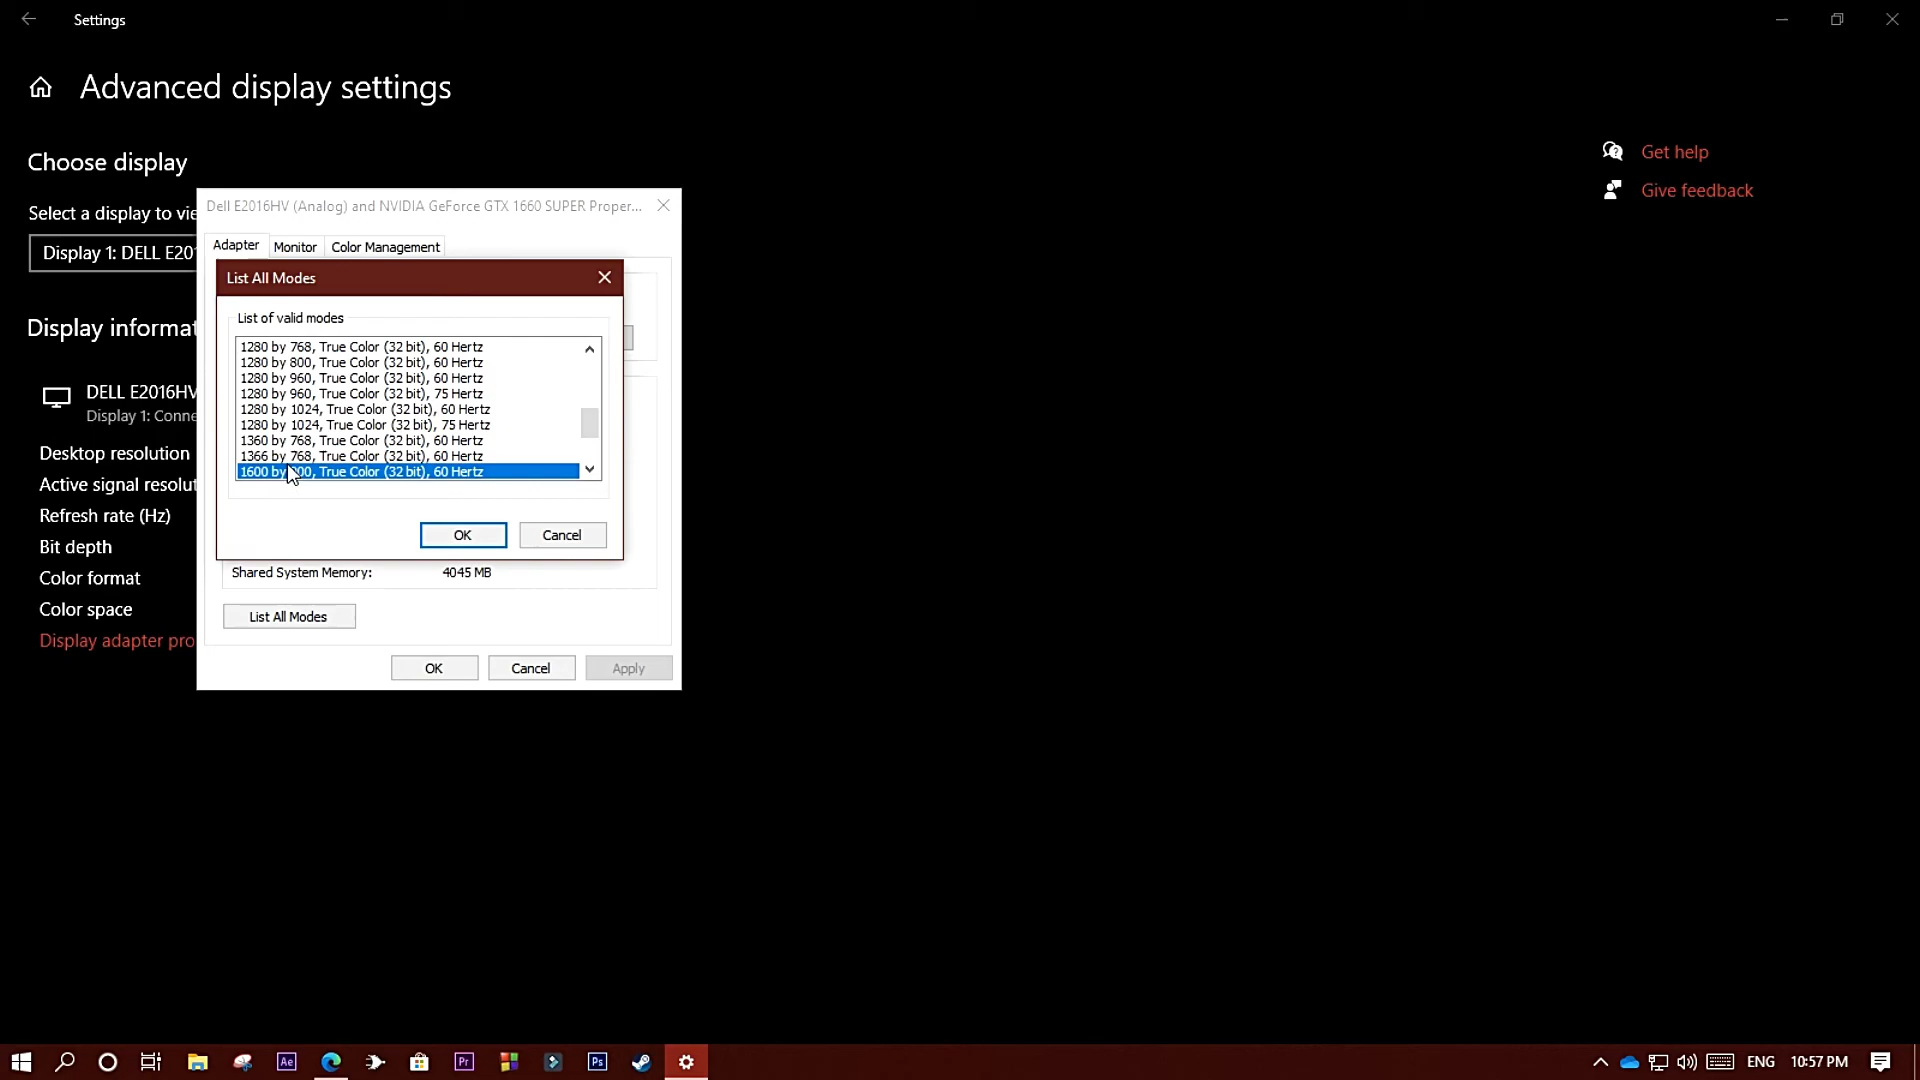 Settings
Advanced display settings
Choose display
Select a display to vie
Display 1: DELL E20
Display informa
DELL E2016HV
Display 1: Conne
Desktop resolution
Active signal resolut
Refresh rate (Hz)
Bit depth
Color format
Color space
Display adapter pro
Get help
Give feedback
Dell E2016HV (Analog) and NVIDIA GeForce GTX 1660 SUPER Proper...
Adapter
Monitor
Color Management
List All Modes
List of valid modes
1280 by 768, True Color (32 bit), 60 Hertz
1280 by 800, True Color (32 bit), 60 Hertz
1280 by 960, True Color (32 bit), 60 Hertz
1280 by 960, True Color (32 bit), 75 Hertz
1280 by 1024, True Color (32 bit), 60 Hertz
1280 by 1024, True Color (32 bit), 75 Hertz
1360 by 768, True Color (32 bit), 60 Hertz
1366 by 768, True Color (32 bit), 60 Hertz
1600 by 00, True Color (32 bit), 60 Hertz
OK
Cancel
Shared System Memory: 4045 MB
List All Modes
OK
Cancel
Apply
Ae
Pr
Ps
ENG
10:57 PM